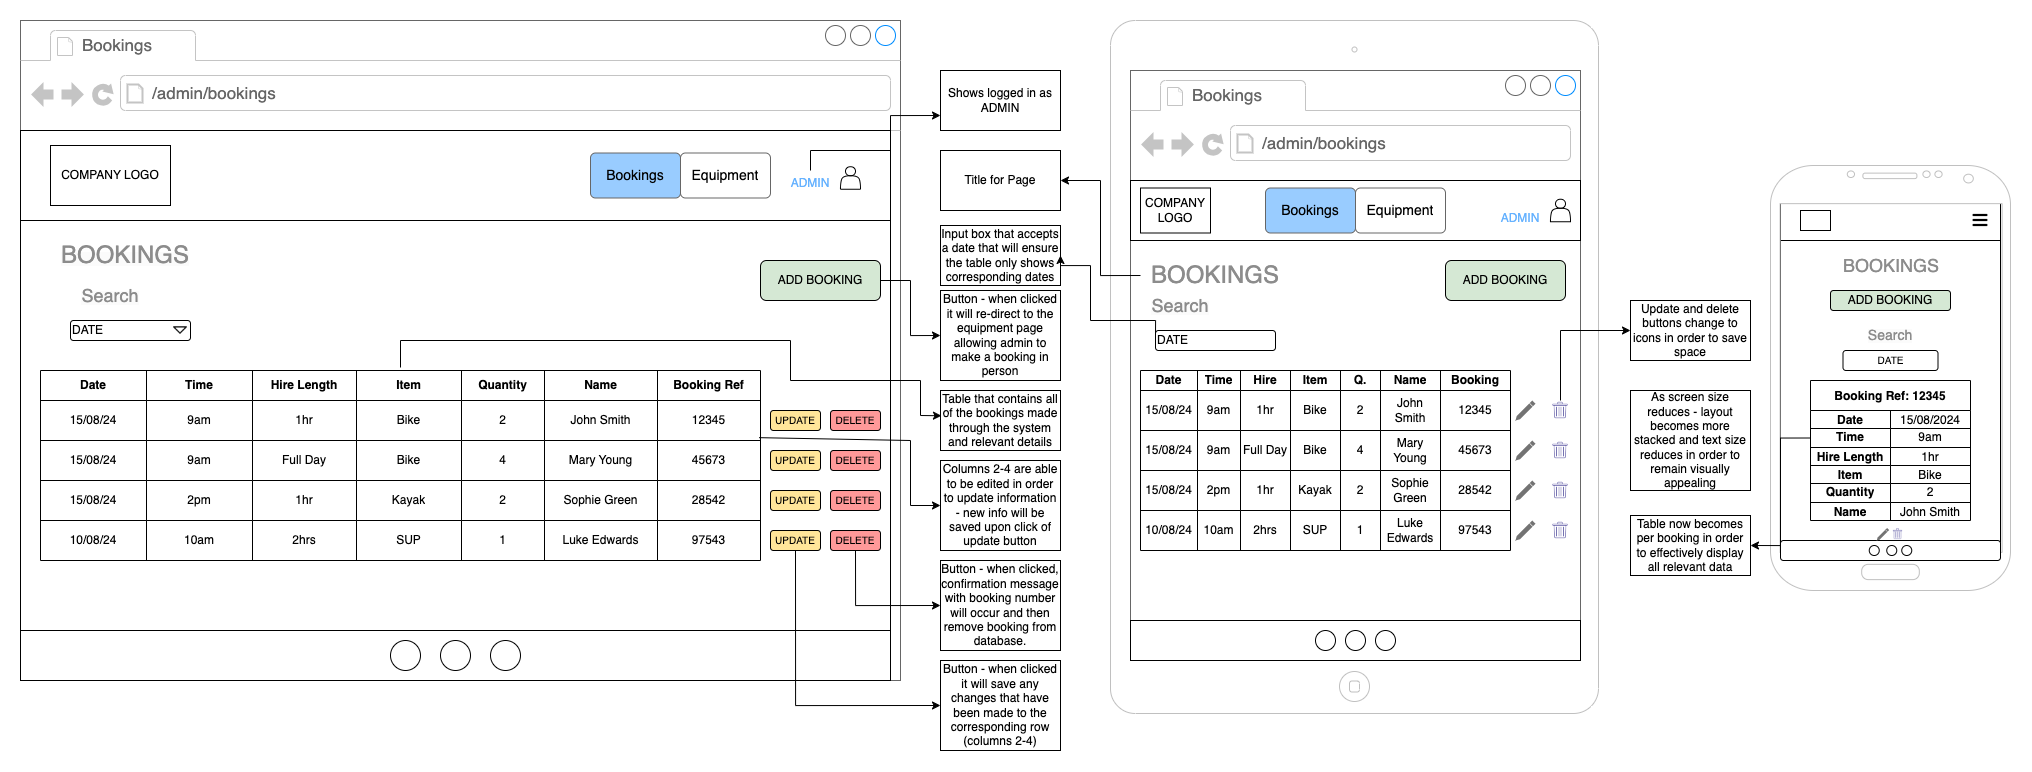 Bookings
/admin/bookings
COMPANY LOGO
Bookings
Equipment
ADMIN
BOOKINGS
ADD BOOKING
Search
DATE
Date Time Hire Length Item Quantity Name Booking Ref
15/08/24 9am 1hr Bike 2 John Smith 12345 UPDATE DELETE
15/08/24 9am Full Day Bike 4 Mary Young 45673 UPDATE DELETE
15/08/24 2pm 1hr Kayak 2 Sophie Green 28542 UPDATE DELETE
10/08/24 10am 2hrs SUP 1 Luke Edwards 97543 UPDATE DELETE
Shows logged in as
ADMIN
Title for Page
Input box that accepts
a date that will ensure
the table only shows
corresponding dates
Button - when clicked
it will re-direct to the
equipment page
allowing admin to
make a booking in
person
Table that contains all
of the bookings made
through the system
and relevant details
Columns 2-4 are able
to be edited in order
to update information
- new info will be
saved upon click of
update button
Button - when clicked,
confirmation message
with booking number
will occur and then
remove booking from
database.
Button - when clicked
it will save any
changes that have
been made to the
corresponding row
(columns 2-4)
Bookings
/admin/bookings
COMPANY
LOGO
Bookings
Equipment
ADMIN
BOOKINGS
ADD BOOKING
Search
DATE
Date Time Hire Item Q. Name Booking
15/08/24 9am 1hr Bike 2 John
Smith 12345
15/08/24 9am Full Day Bike 4 Mary
Young 45673
15/08/24 2pm 1hr Kayak 2 Sophie
Green 28542
10/08/24 10am 2hrs SUP 1 Luke
Edwards 97543
Update and delete
buttons change to
icons in order to save
space
As screen size
reduces - layout
becomes more
stacked and text size
reduces in order to
remain visually
appealing
Table now becomes
per booking in order
to effectively display
all relevant data
BOOKINGS
ADD BOOKING
Search
DATE
Booking Ref: 12345
Date 15/08/2024
Time 9am
Hire Length 1hr
Item Bike
Quantity 2
Name John Smith